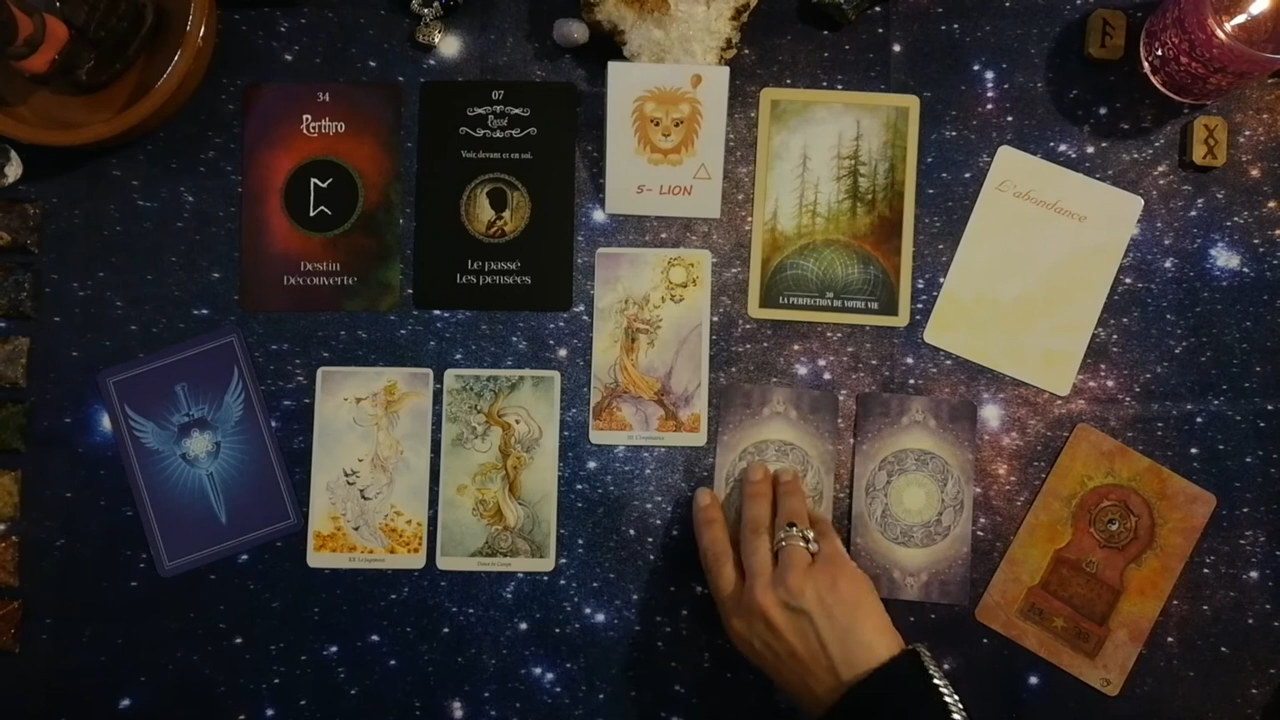 34
Perthro
Destin
Découverte
07
Passé
Voir devant et en soi.
Le passé
Les pensées
5- LION
30
LA PERFECTION DE VOTRE VIE
L'abondance
III L'impératrice
XX Le Jugement
Dame de Coupe